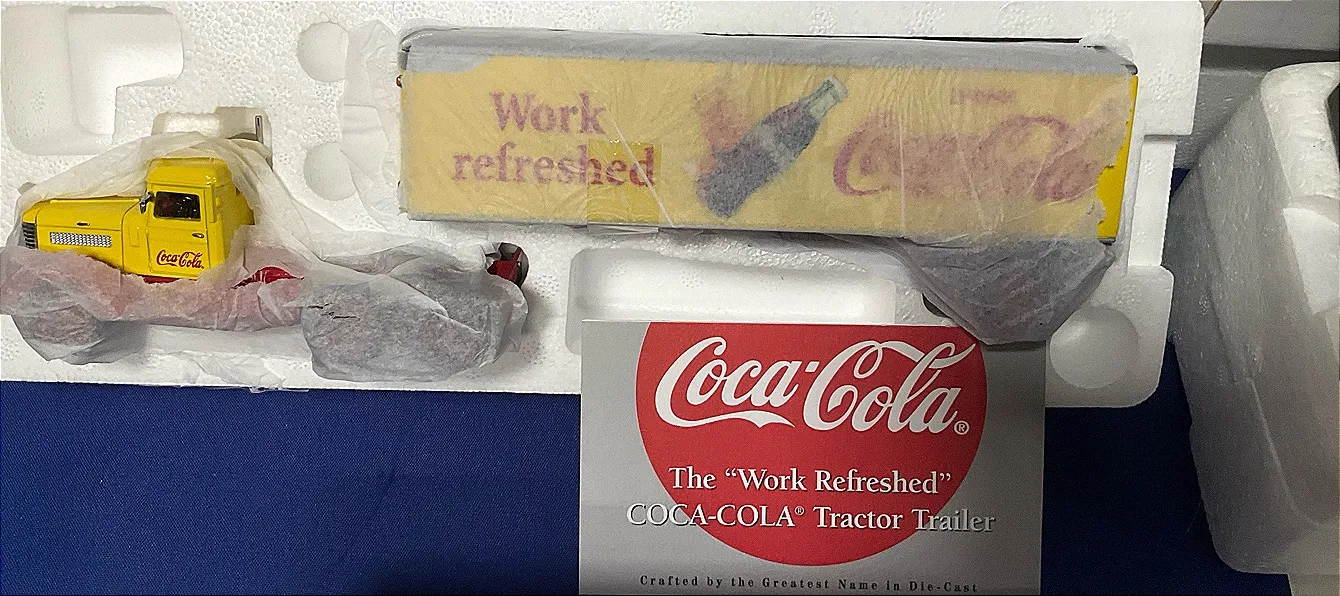 Work
refreshed
Coca-Cola
Coca-Cola
Coca-Cola®
The “Work Refreshed”
COCA-COLA® Tractor Trailer
Crafted by the Greatest Name in Die-Cast